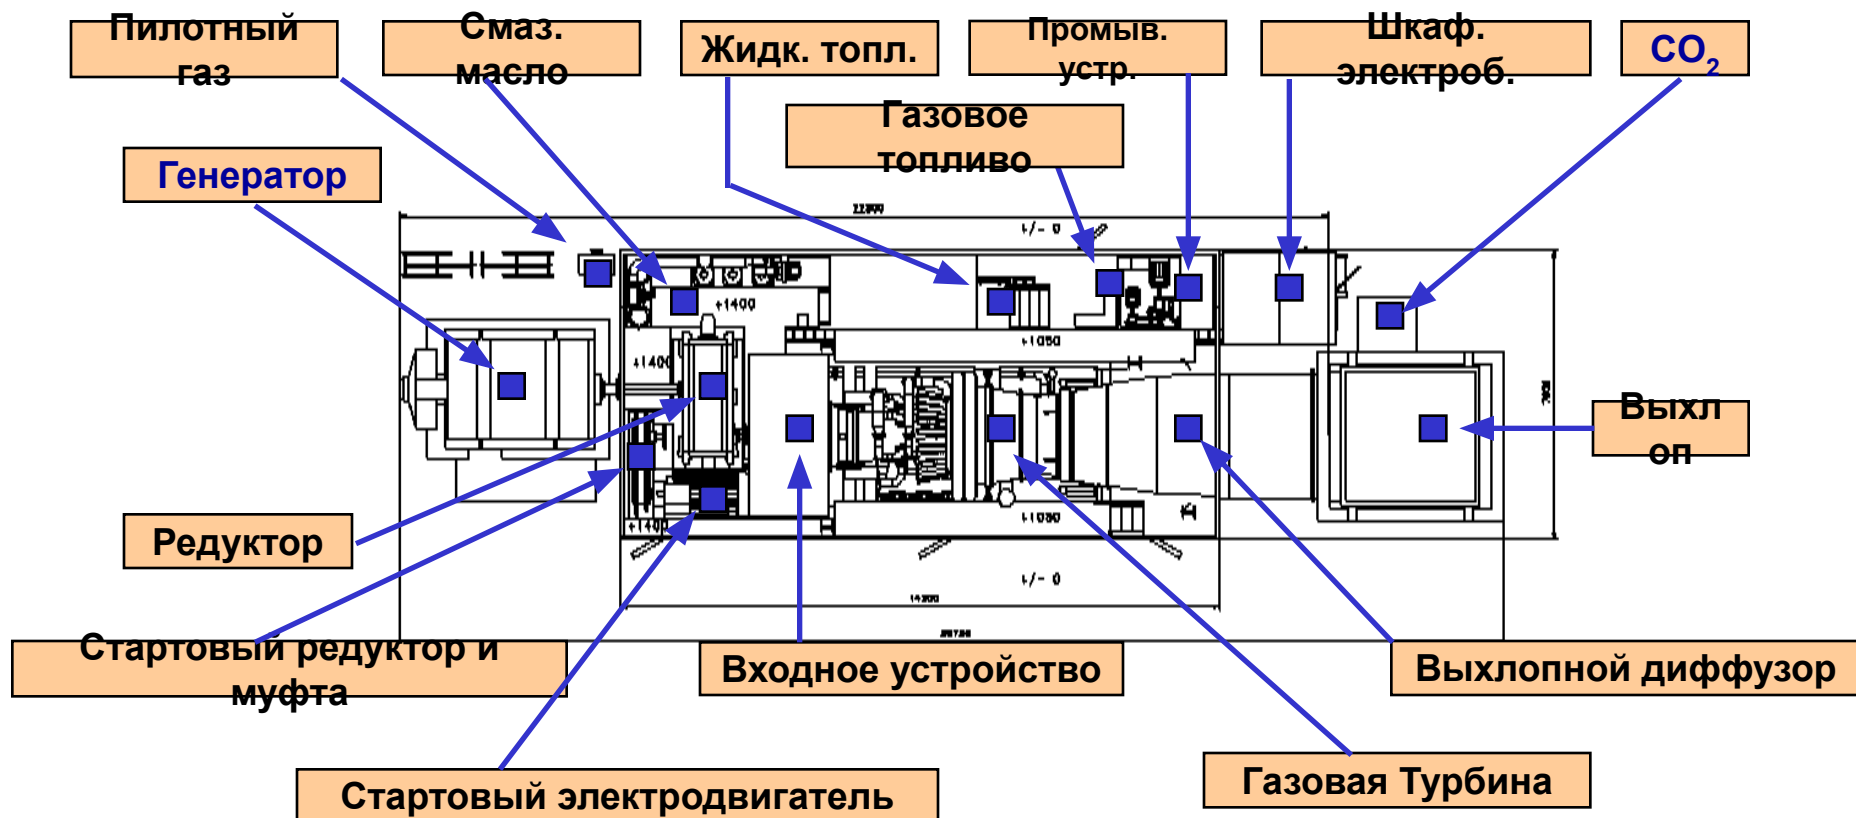 Пилотный
газ
Смаз.
масло
Жидк. топл.
Промыв.
устр.
Шкаф.
электроб.
CO2
Газовое
топливо
Генератор
+/- 0
+1400
+1050
+1400
Выхл
оп
Редуктор
+1400
+1050
+/- 0
Стартовый редуктор и
муфта
Входное устройство
Выхлопной диффузор
Стартовый электродвигатель
Газовая Турбина